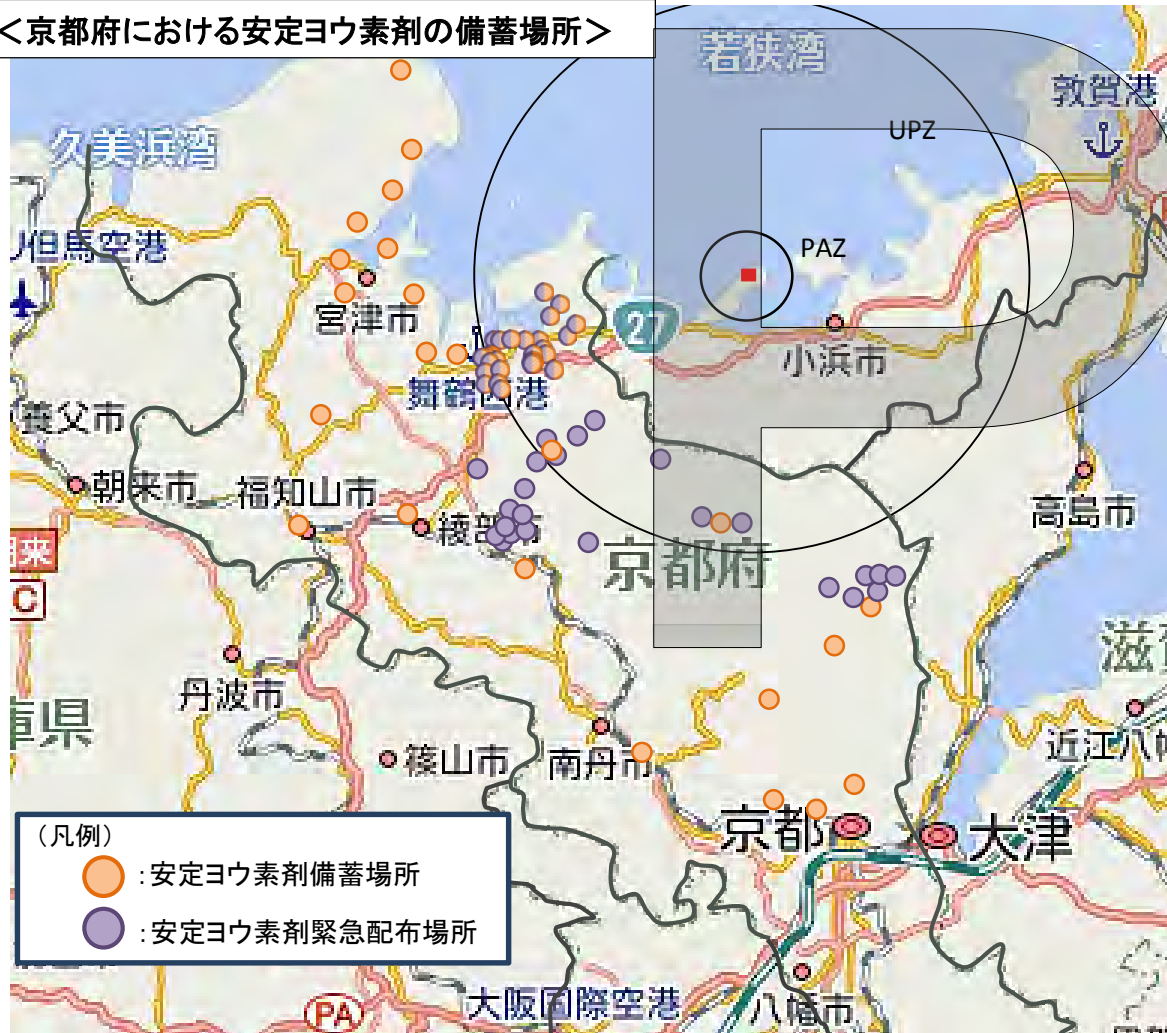 ＜京都府における安定ヨウ素剤の備蓄場所＞
若狭湾
敦賀港
UPZ
久美浜湾
但馬空港
PAZ
宮津市
27
小浜市
舞鶴西港
養父市
朝来市
福知山市
綾部市
高島市
京都府
C
丹波市
庫県
篠山市
南丹市
近江八
京都
大津
（凡例）
：安定ヨウ素剤備蓄場所
：安定ヨウ素剤緊急配布場所
大阪国際空港
八幡市
PA